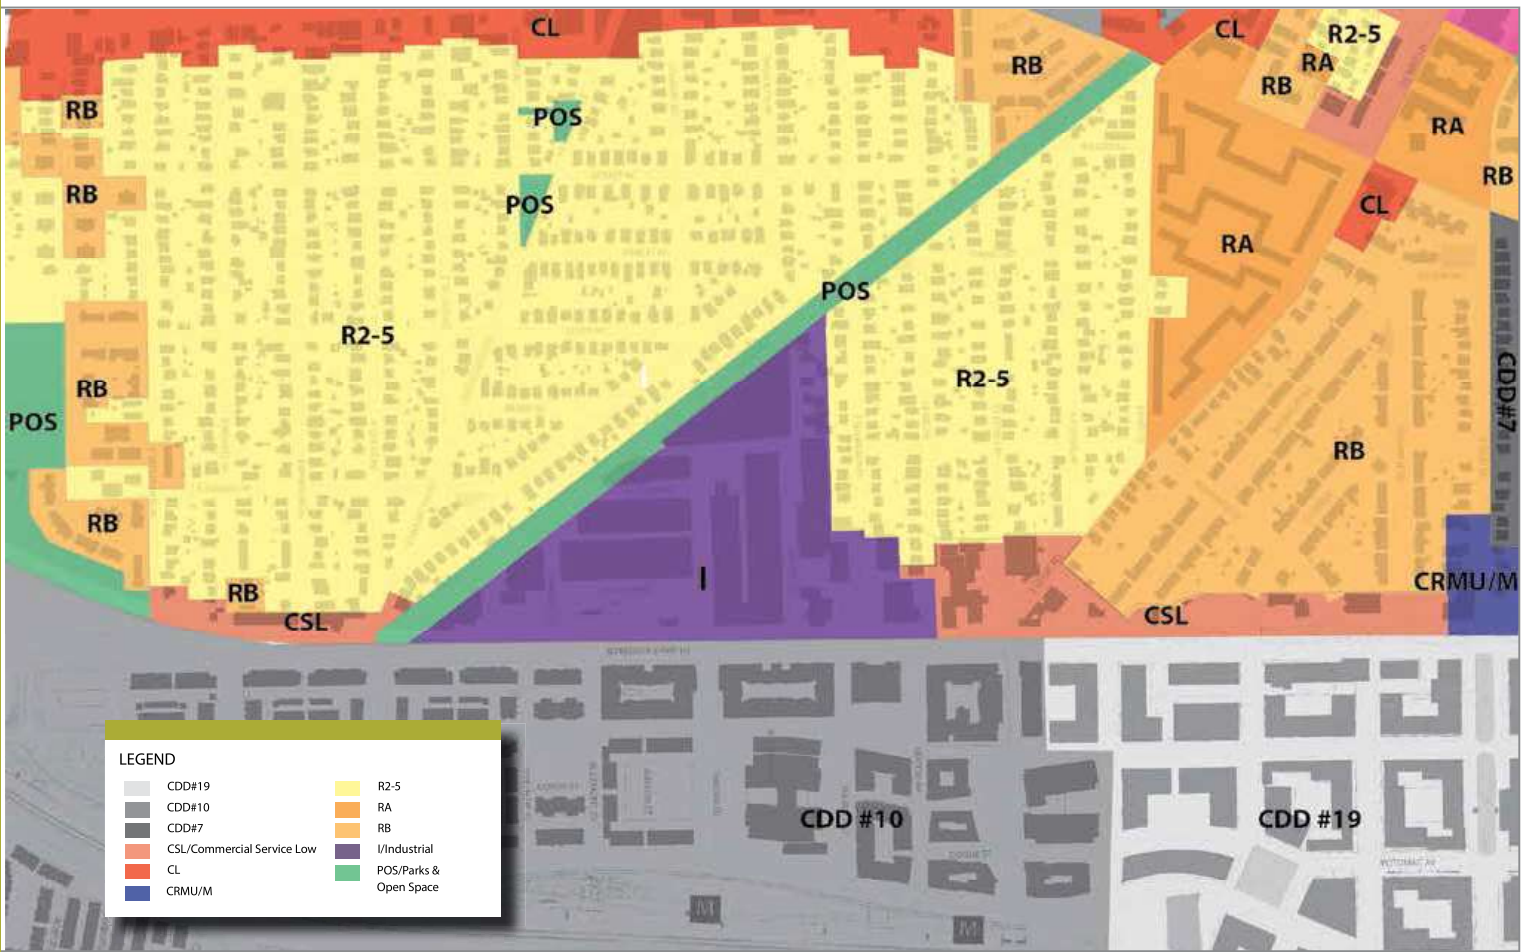 CL
CL
R2-5
RA
RB
RB
RB
POS
RA
RB
RB
POS
CL
RA
POS
R2-5
R2-5
CDD#7
RB
POS
RB
RB
I
CRMU/M
RB
CSL
CSL
CDD #10
CDD #19
POTOMAC AV
M
M
LEGEND
CDD#19
CDD#10
CDD#7
CSL/Commercial Service Low
CL
CRMU/M
R2-5
RA
RB
I/Industrial
POS/Parks &
Open Space